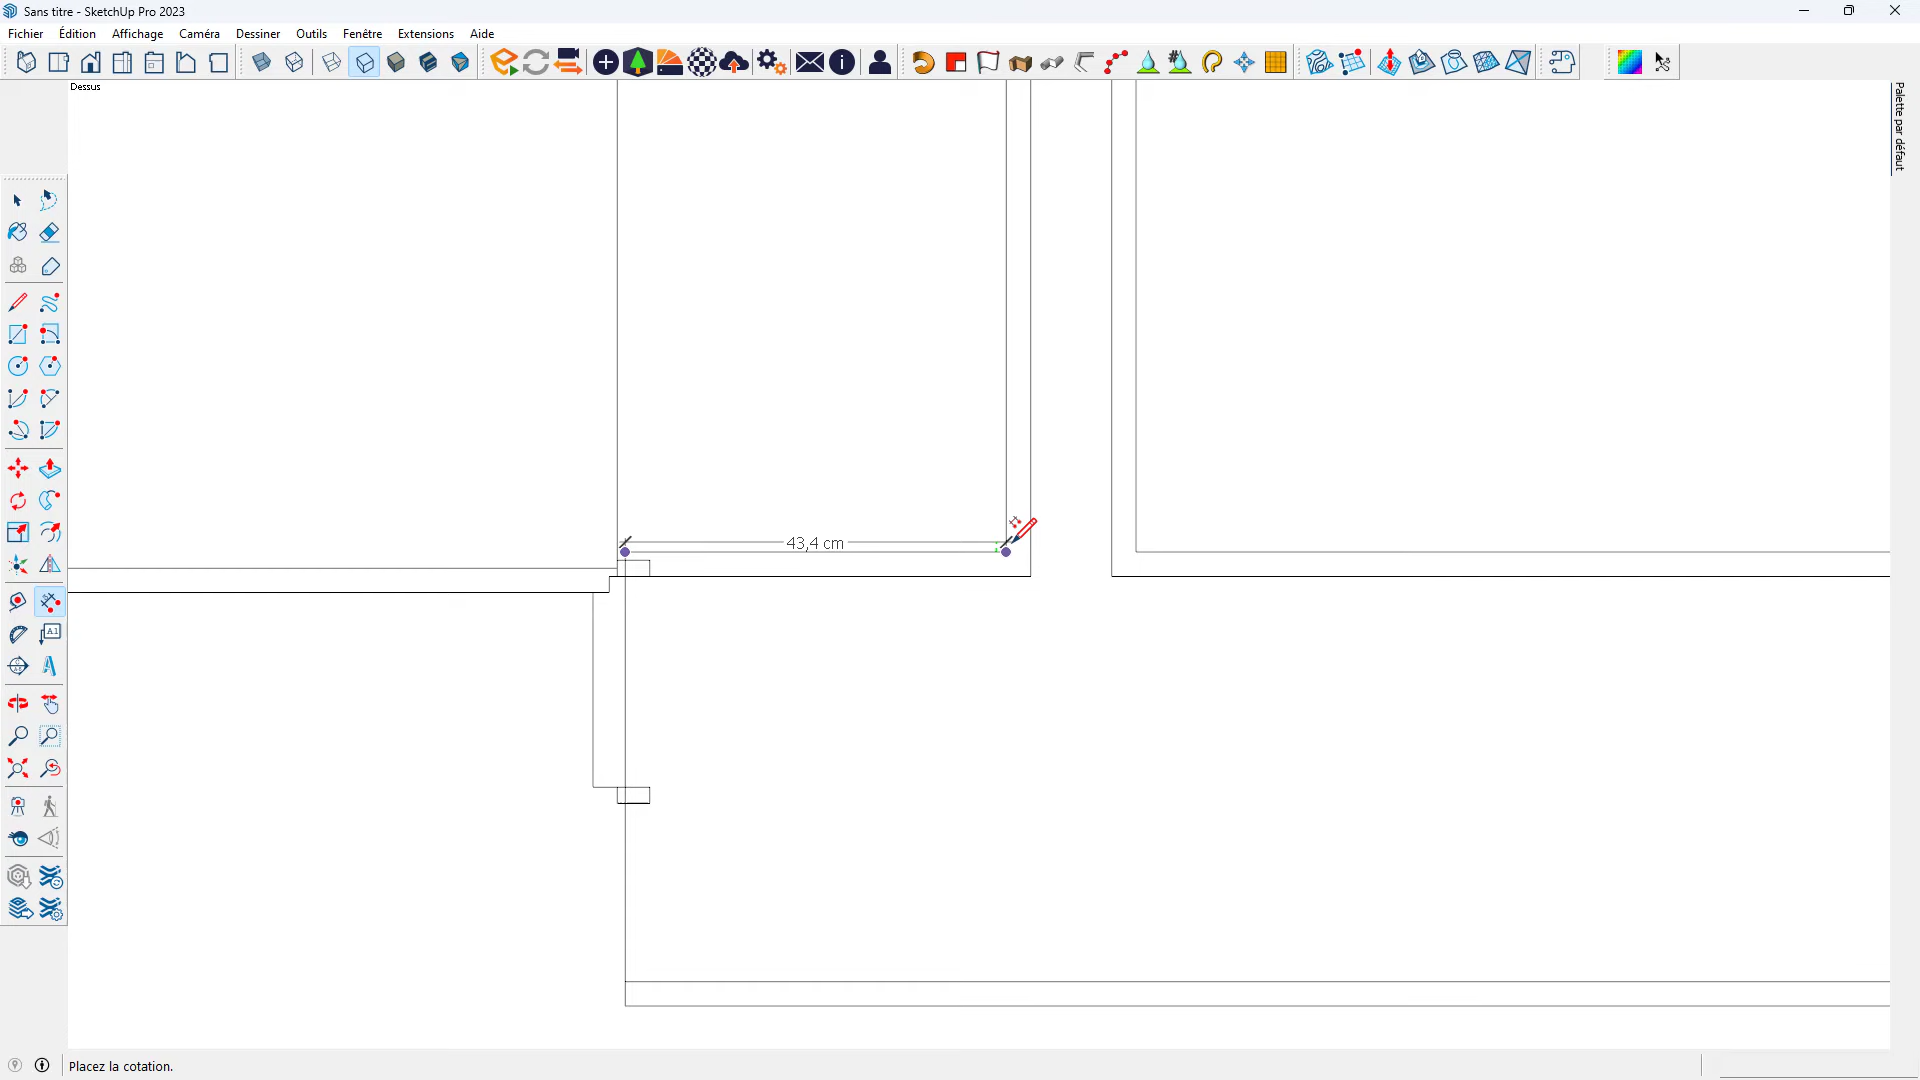 Sans titre - SketchUp Pro 2023
Fichier Édition Affichage Caméra Dessiner Outils Fenêtre Extensions Aide
Dessus
Palette par défaut
43,4 cm
A1
A
Placez la cotation.